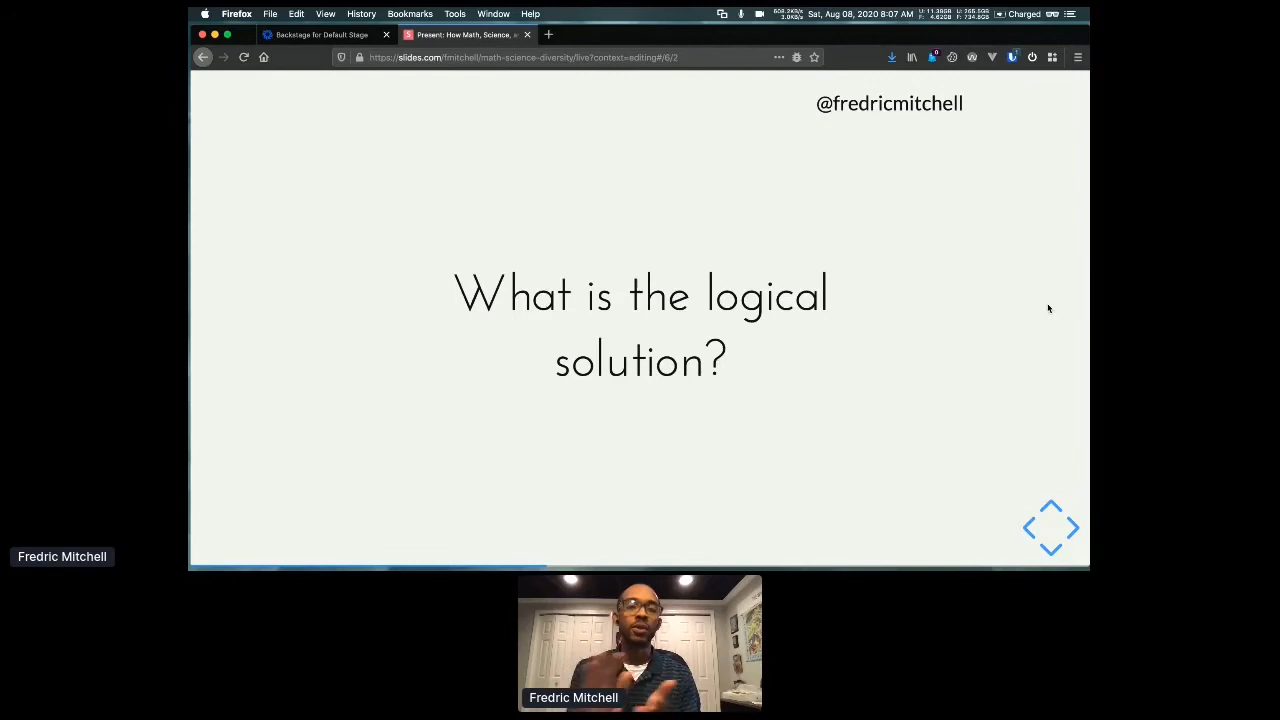 Firefox File Edit View History Bookmarks Tools Window Help
Sat, Aug 08, 2020 8:07 AM
Charged
Backstage for Default Stage
Present: How Math, Science, a
https://slides.com/fmitchell/math-science-diversity/live?context=editing#/6/2
@fredricmitchell
What is the logical
solution?
Fredric Mitchell
Fredric Mitchell